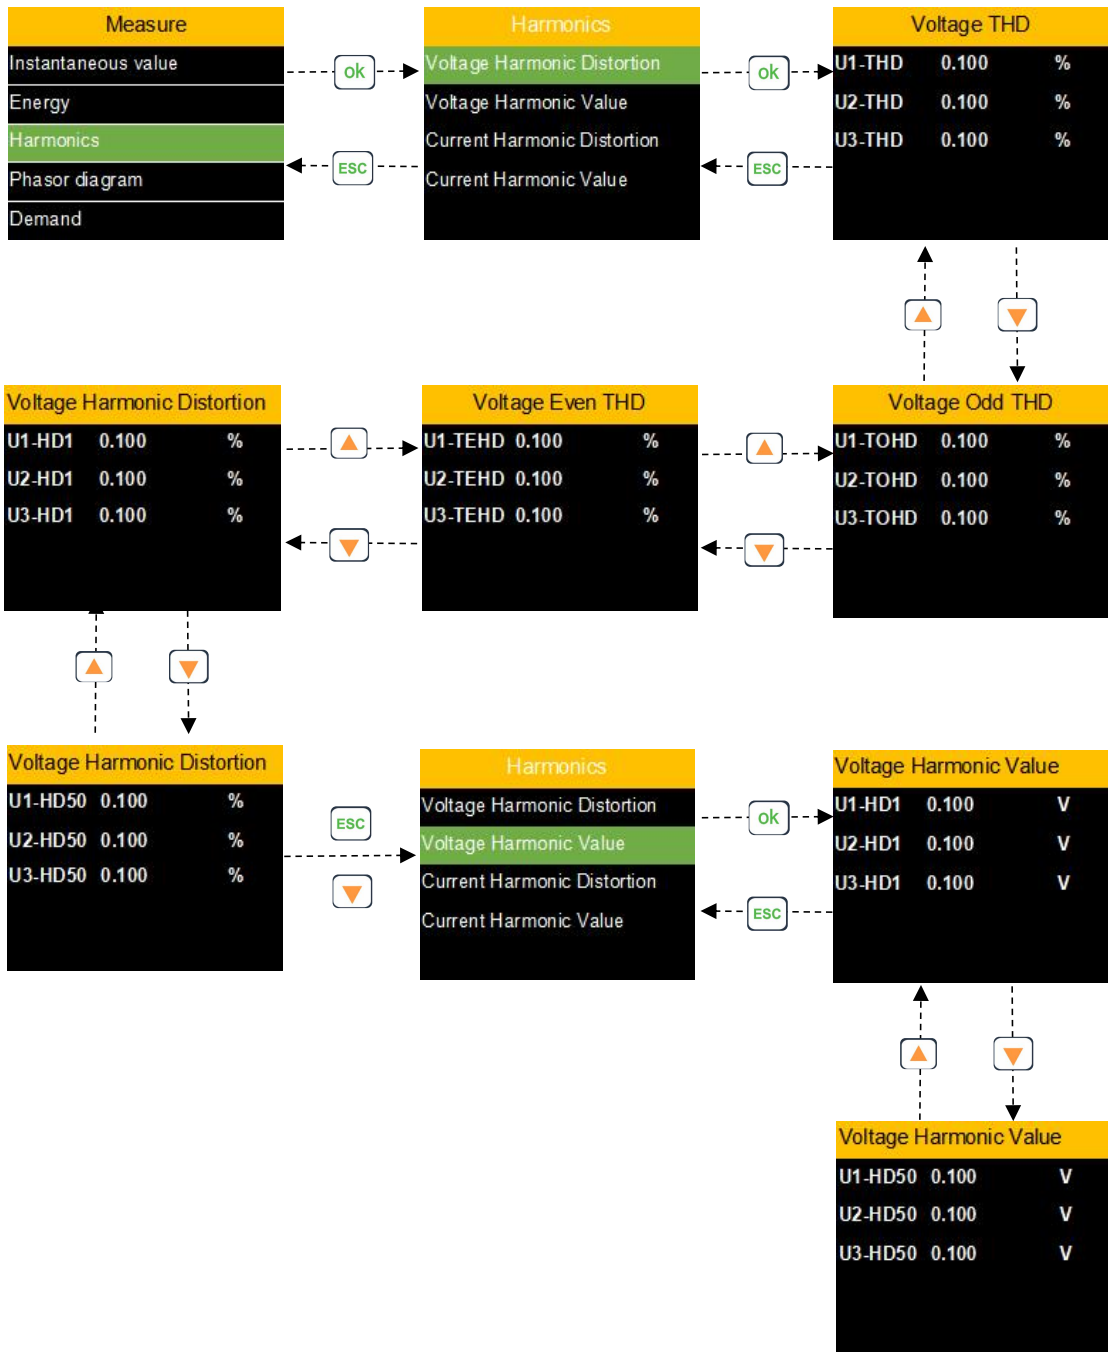 Measure
Instantaneous value
Energy
Harmonics
Phasor diagram
Demand
ok
ESC
Harmonics
Voltage Harmonic Distortion
Voltage Harmonic Value
Current Harmonic Distortion
Current Harmonic Value
ok
ESC
Voltage THD
U1-THD 0.100 %
U2-THD 0.100 %
U3-THD 0.100 %
Voltage Harmonic Distortion
U1-HD1 0.100 %
U2-HD1 0.100 %
U3-HD1 0.100 %
Voltage Even THD
U1-TEHD 0.100 %
U2-TEHD 0.100 %
U3-TEHD 0.100 %
Voltage Odd THD
U1-TOHD 0.100 %
U2-TOHD 0.100 %
U3-TOHD 0.100 %
Voltage Harmonic Distortion
U1-HD50 0.100 %
U2-HD50 0.100 %
U3-HD50 0.100 %
ESC
Harmonics
Voltage Harmonic Distortion
Voltage Harmonic Value
Current Harmonic Distortion
Current Harmonic Value
ok
ESC
Voltage Harmonic Value
U1-HD1 0.100 V
U2-HD1 0.100 V
U3-HD1 0.100 V
Voltage Harmonic Value
U1-HD50 0.100 V
U2-HD50 0.100 V
U3-HD50 0.100 V